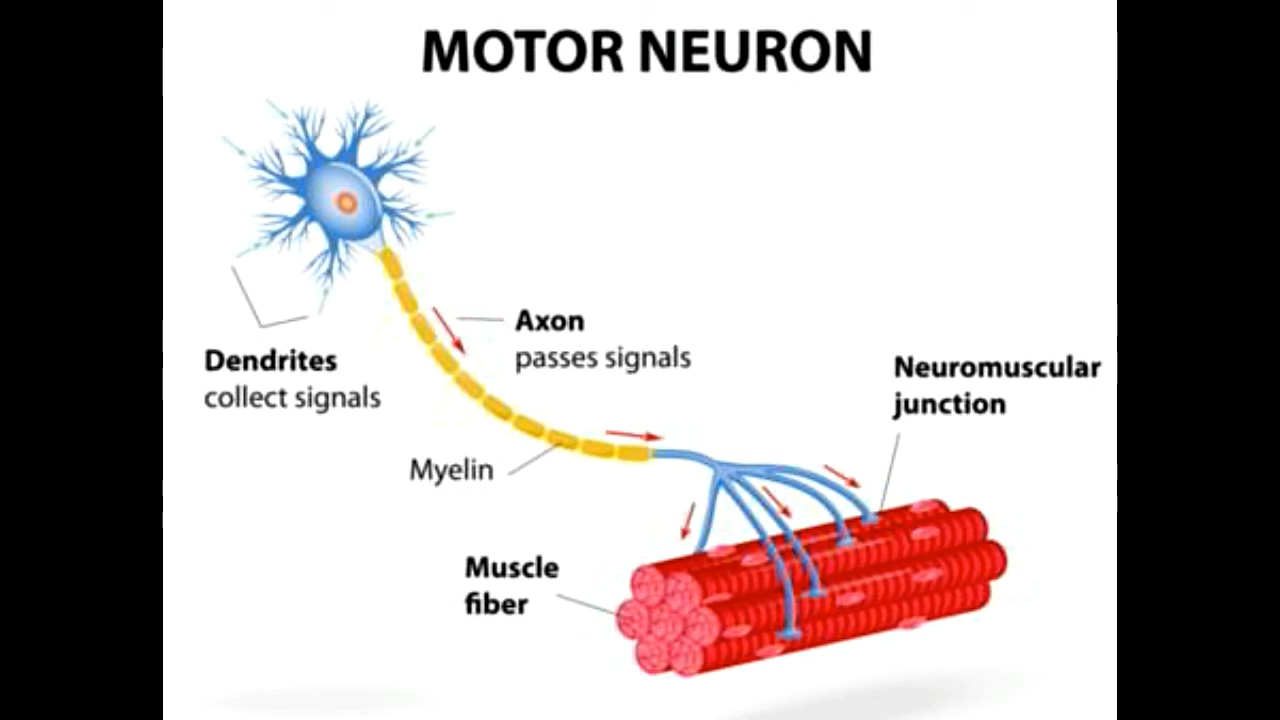 MOTOR NEURON
Axon
passes signals
Dendrites
collect signals
Neuromuscular
junction
Myelin
Muscle
fiber